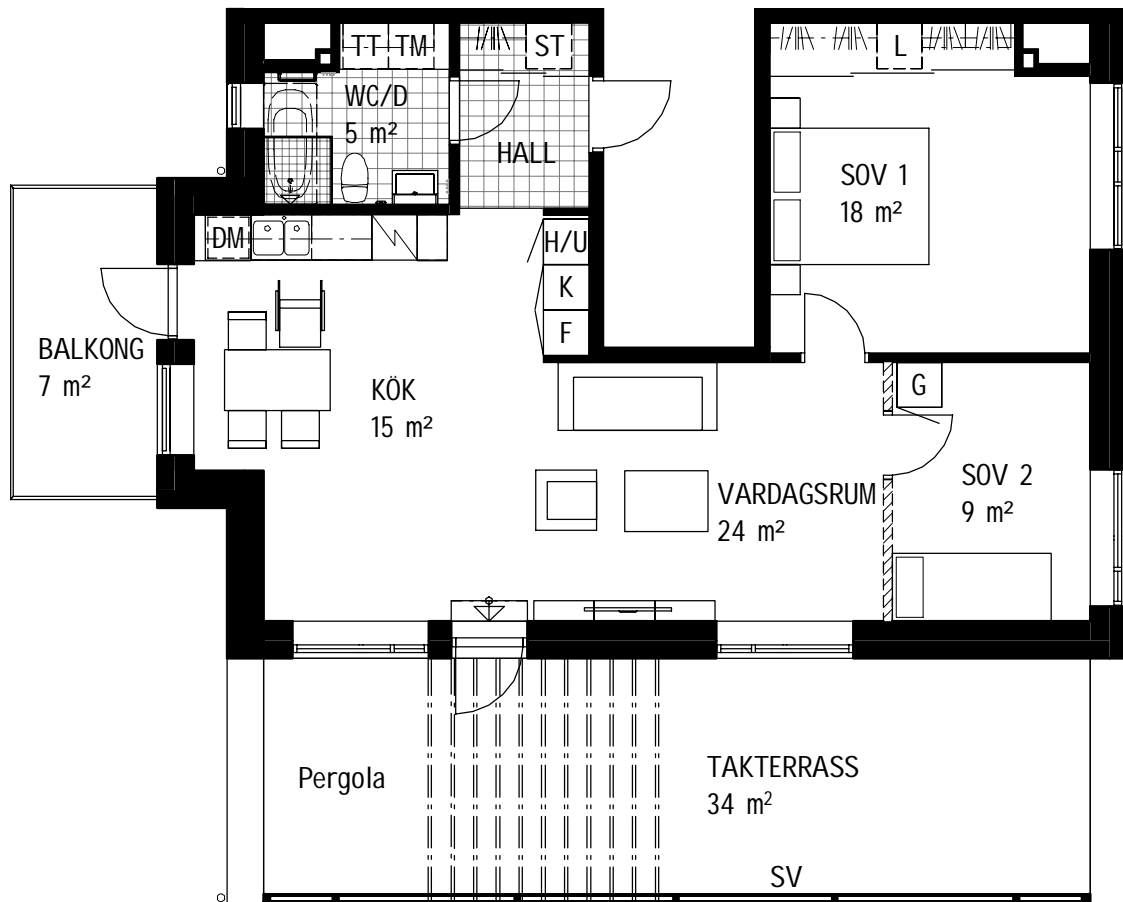 TT TM
ST
L
WC/D
5 m²
HALL
SOV 1
18 m²
DM
H/U
K
F
BALKONG
7 m²
KÖK
15 m²
G
SOV 2
9 m²
VARDAGSRUM
24 m²
Pergola
TAKTERRASS
34 m²
SV